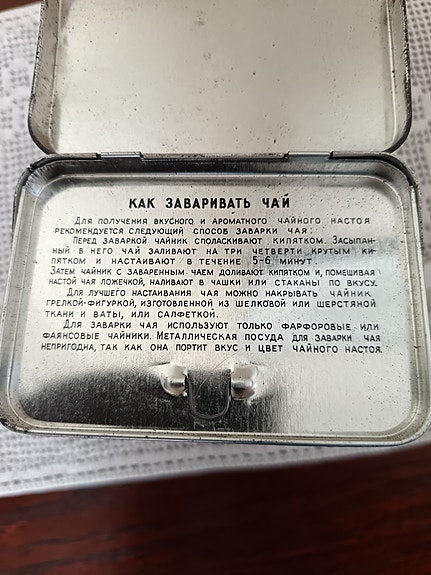 КАК ЗАВАРИВАТЬ ЧАЙ
Для получения вкусного и ароматного чайного настоя
рекомендуется следующий способ заварки чая:
Перед заваркой чайник споласкивают кипятком. Засыпан-
ный в него чай заливают на три четверти крутым ки-
пятком и настаивают в течение 5-6 минут.
Затем чайник с заваренным чаем доливают кипятком и, помешивая
настой чая ложечкой, наливают в чашки или стаканы по вкусу.
Для лучшего настаивания чая можно накрывать чайник
грелкой-фигуркой, изготовленной из шелковой или шерстяной
ткани и ваты, или салфеткой.
Для заварки чая используют только фарфоровые или
фаянсовые чайники. Металлическая посуда для заварки чая
непригодна, так как она портит вкус и цвет чайного настоя.